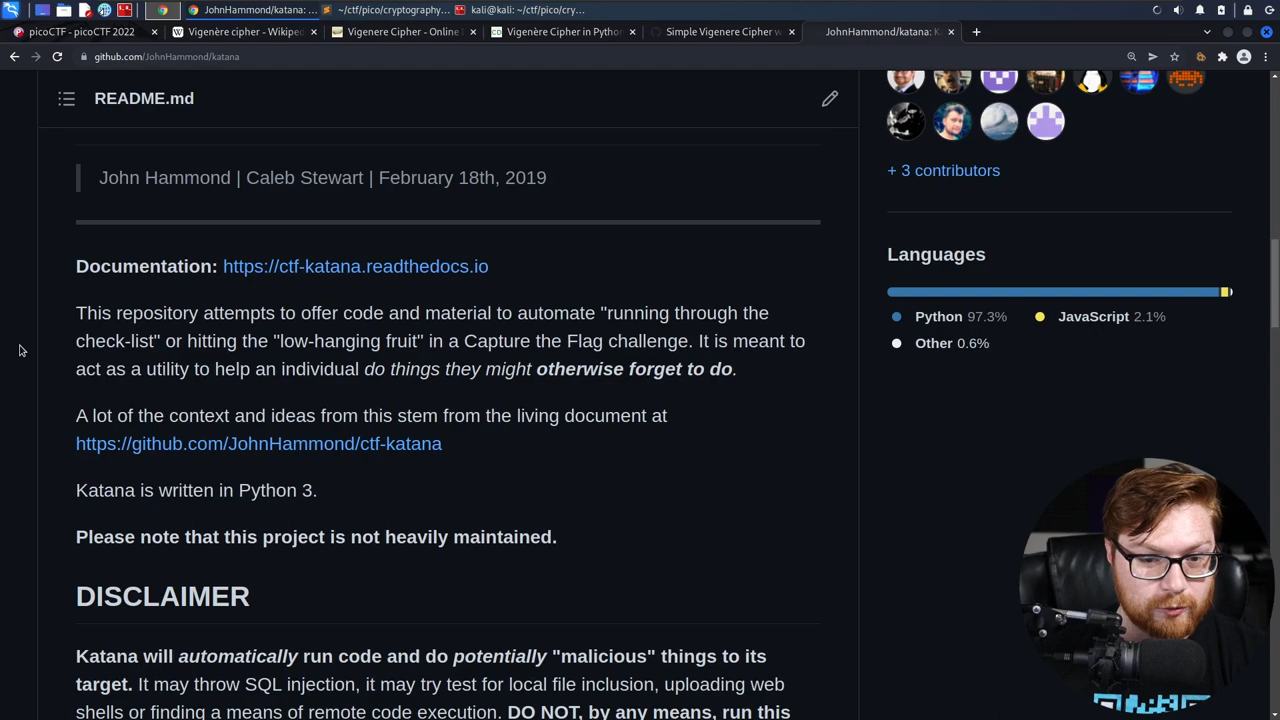 JohnHammond/katana: ...
~/ctf/pico/cryptography...
kali@kali: ~/ctf/pico/cry...
picoCTF - picoCTF 2022
Vigenère cipher - Wikiped
Vigenere Cipher - Online
Vigenère Cipher in Python
Simple Vigenere Cipher w
JohnHammond/katana: K
github.com/JohnHammond/katana
README.md
John Hammond | Caleb Stewart | February 18th, 2019
Documentation: https://ctf-katana.readthedocs.io
This repository attempts to offer code and material to automate "running through the
check-list" or hitting the "low-hanging fruit" in a Capture the Flag challenge. It is meant to
act as a utility to help an individual do things they might otherwise forget to do.
A lot of the context and ideas from this stem from the living document at
https://github.com/JohnHammond/ctf-katana
Katana is written in Python 3.
Please note that this project is not heavily maintained.
DISCLAIMER
Katana will automatically run code and do potentially "malicious" things to its
target. It may throw SQL injection, it may try test for local file inclusion, uploading web
shells or finding a means of remote code execution. DO NOT, by any means, run this
+ 3 contributors
Languages
Python 97.3%
JavaScript 2.1%
Other 0.6%